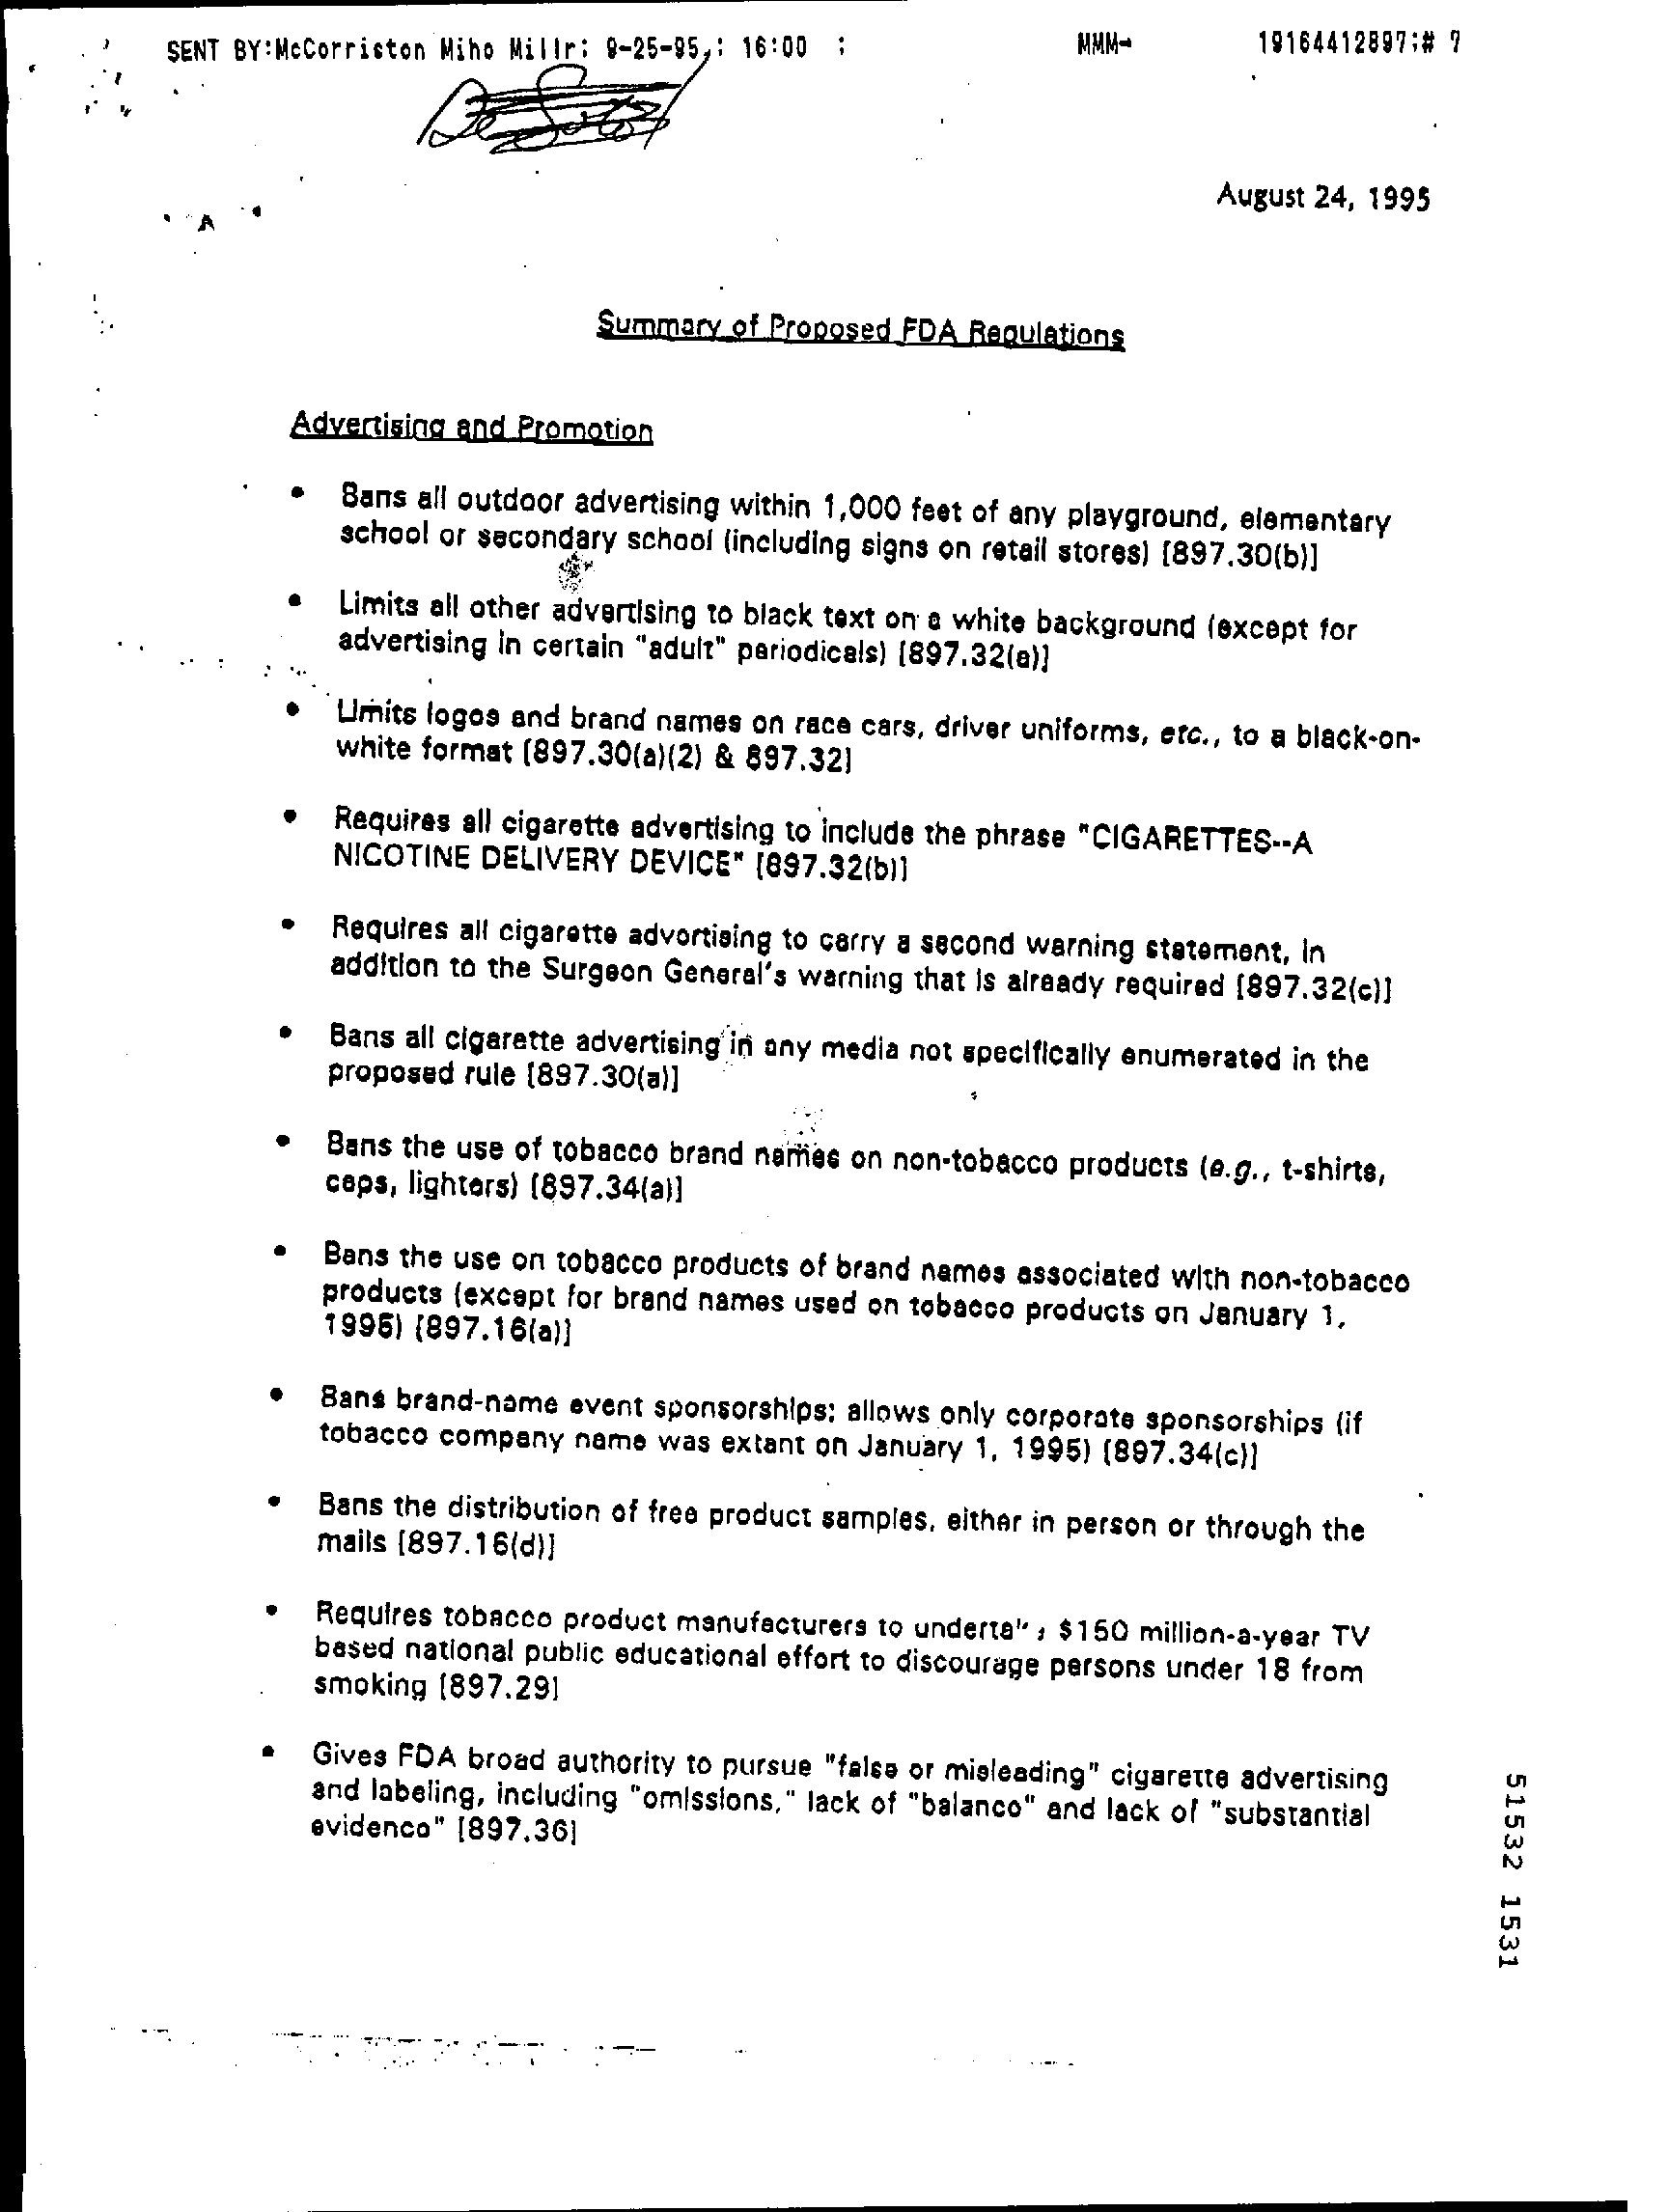 SENT BY:McCorriston Miho Millr; 9-25-95 ; 16:00 ;
MMM→
19164412897;# 7
August 24, 1995
Summary of Proposed FDA Regulations
Advertising and Promotion
• Bans all outdoor advertising within 1,000 feet of any playground, elementary
school or secondary school (including signs on retail stores) [897.30(b)]
• Limits all other advertising to black text on a white background (except for
advertising in certain "adult" periodicals) [897.32(a)]
• Limits logos and brand names on race cars, driver uniforms, etc., to a black-on-
white format [897.30(a)(2) & 897.32]
• Requires all cigarette advertising to include the phrase "CIGARETTES--A
NICOTINE DELIVERY DEVICE" [897.32(b)]
• Requires all cigarette advertising to carry a second warning statement, in
addition to the Surgeon General's warning that is already required [897.32(c)]
• Bans all cigarette advertising in any media not specifically enumerated in the
proposed rule [897.30(a)]
• Bans the use of tobacco brand names on non-tobacco products (e.g., t-shirts,
caps, lighters) [897.34(a)]
• Bans the use on tobacco products of brand names associated with non-tobacco
products (except for brand names used on tobacco products on January 1,
1995) [897.16(a)]
• Bans brand-name event sponsorships; allows only corporate sponsorships (if
tobacco company name was extant on January 1, 1995) [897.34(c)]
• Bans the distribution of free product samples, either in person or through the
mails [897.16(d)]
• Requires tobacco product manufacturers to $150 million-a-year TV
based national public educational effort to discourage persons under 18 from
smoking [897.29]
• Gives FDA broad authority to pursue "false or misleading" cigarette advertising
and labeling, including "omissions," lack of "balance" and lack of "substantial
evidence" [897.36]
51532 1531